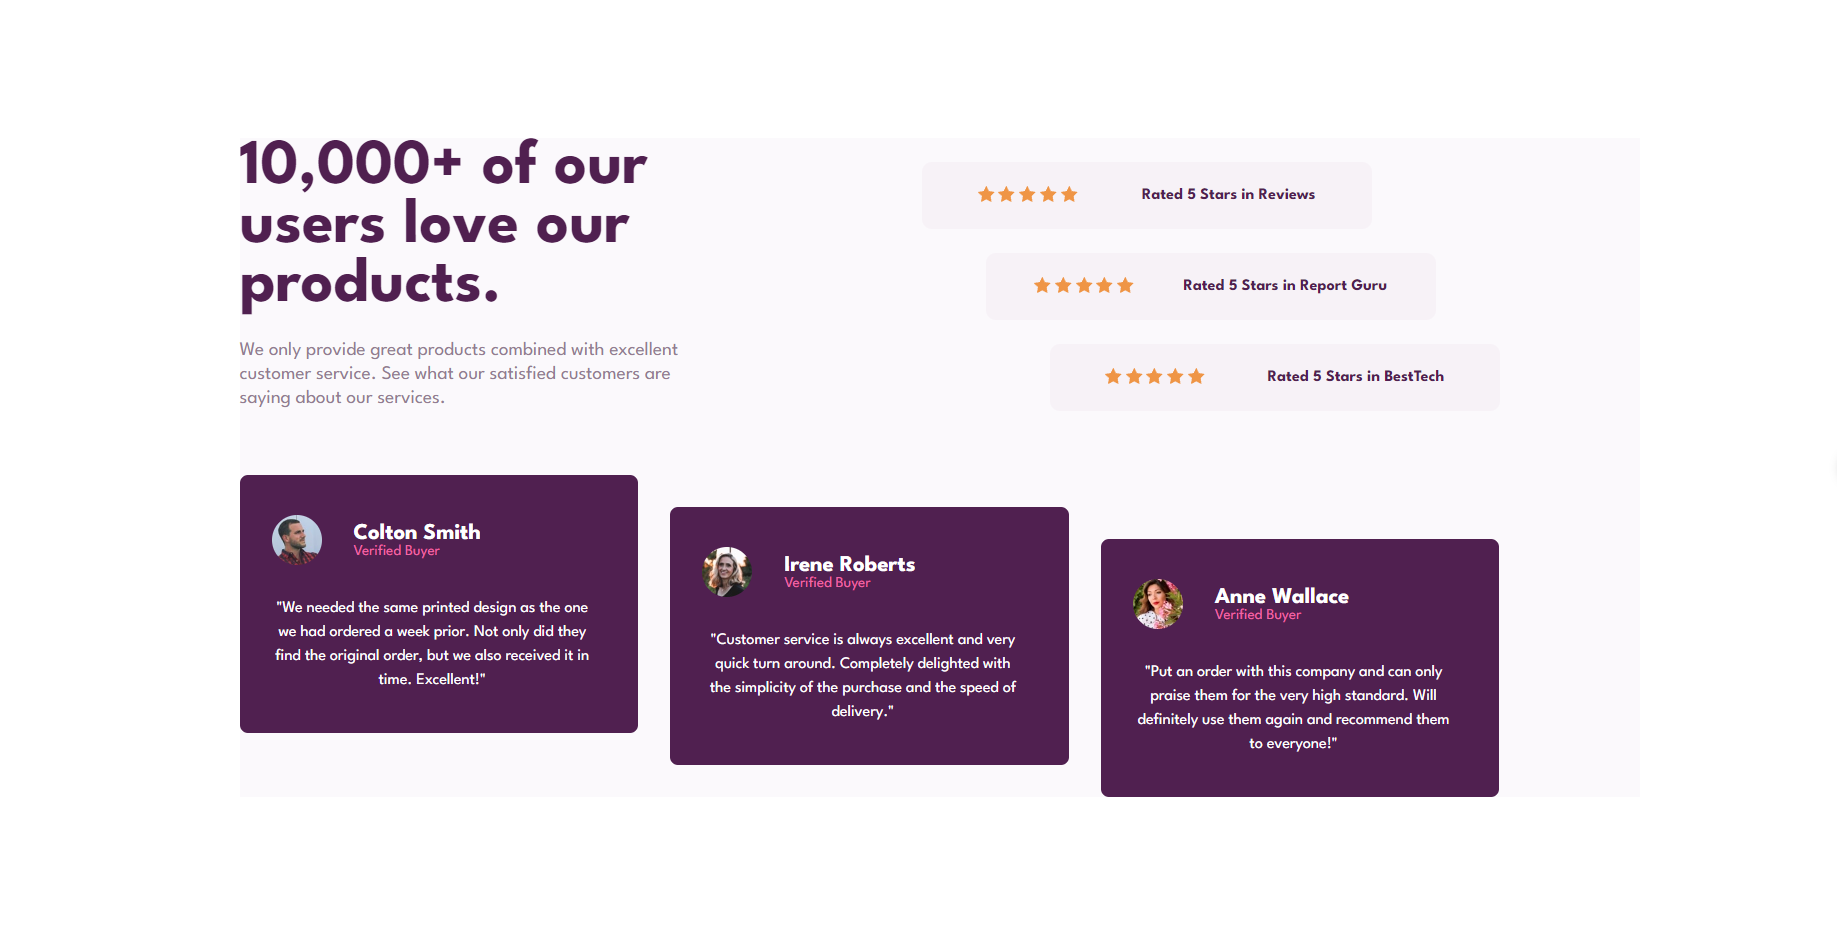 10,000+ of our
users love our
products.
We only provide great products combined with excellent
customer service. See what our satisfied customers are
saying about our services.
Rated 5 Stars in Reviews
Rated 5 Stars in Report Guru
Rated 5 Stars in BestTech
Colton Smith
Verified Buyer
"We needed the same printed design as the one
we had ordered a week prior. Not only did they
find the original order, but we also received it in
time. Excellent!"
Irene Roberts
Verified Buyer
"Customer service is always excellent and very
quick turn around. Completely delighted with
the simplicity of the purchase and the speed of
delivery."
Anne Wallace
Verified Buyer
"Put an order with this company and can only
praise them for the very high standard. Will
definitely use them again and recommend them
to everyone!"